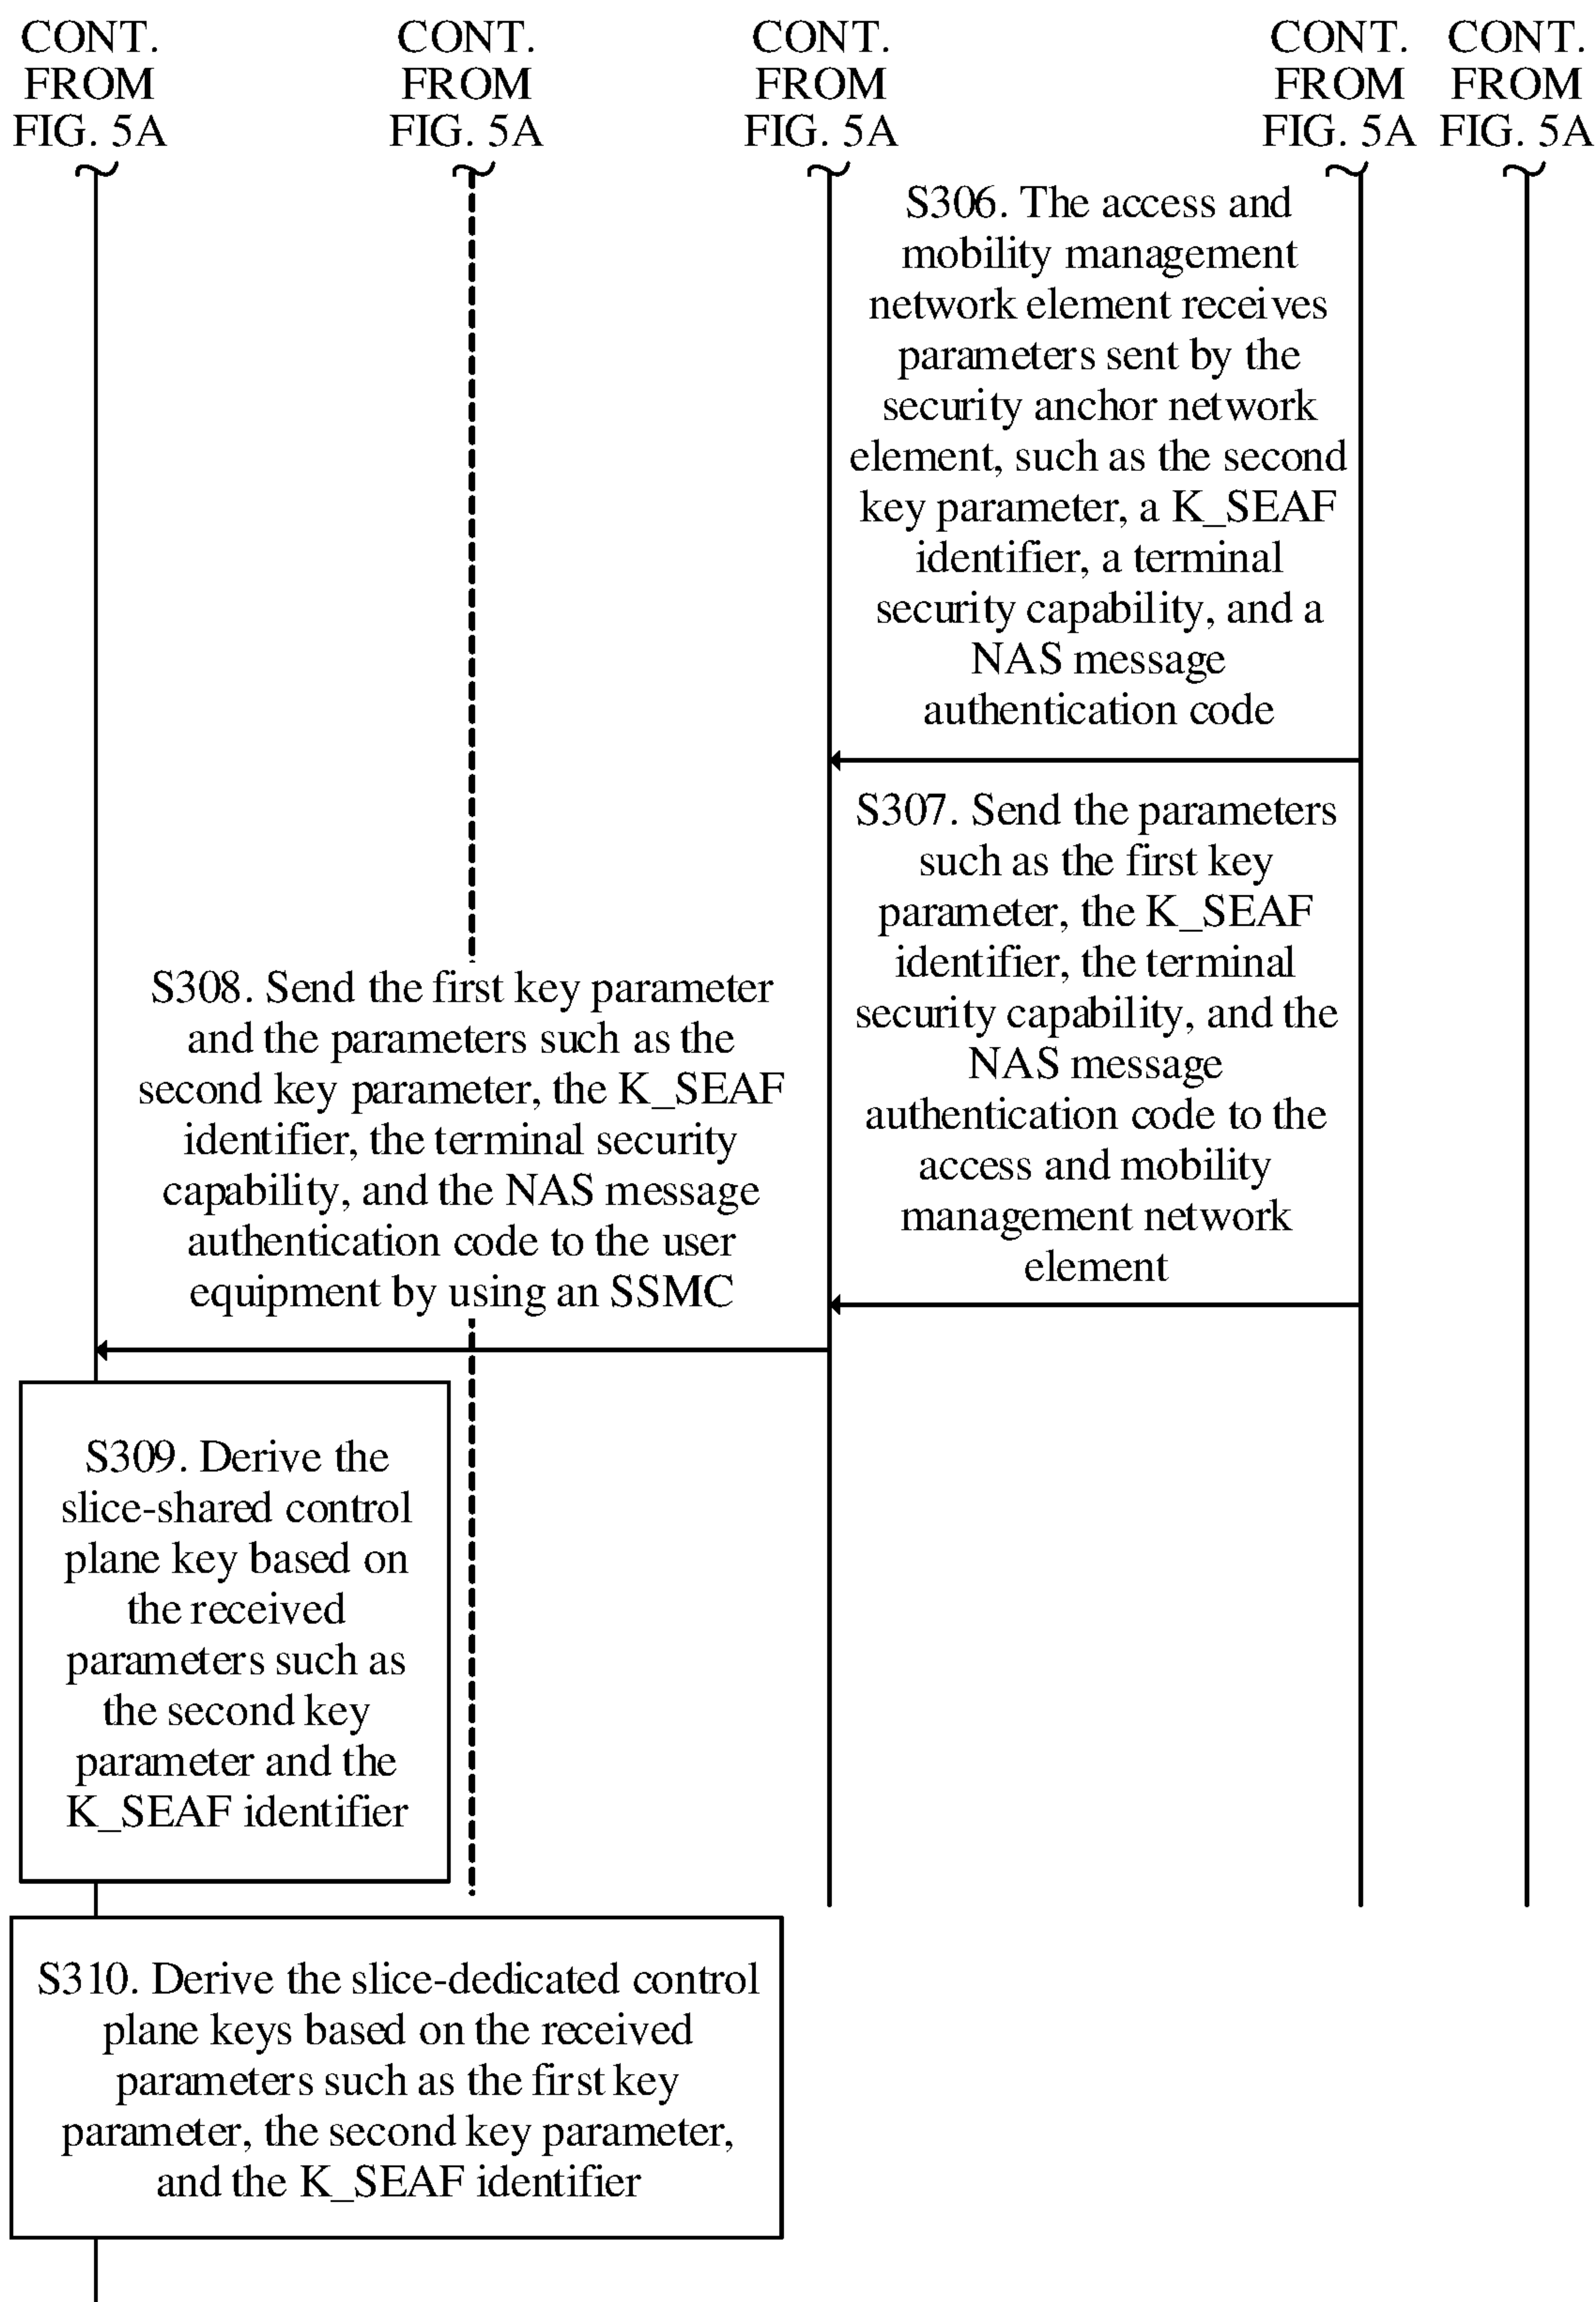 CONT.
FROM
FIG. 5A
CONT.
FROM
FIG. 5A
CONT.
FROM
FIG. 5A
CONT.
FROM
FIG. 5A
CONT.
FROM
FIG. 5A
S306. The access and
mobility management
network element receives
parameters sent by the
security anchor network
element, such as the second
key parameter, a K_SEAF
identifier, a terminal
security capability, and a
NAS message
authentication code
S307. Send the parameters
such as the first key
parameter, the K_SEAF
identifier, the terminal
security capability, and the
NAS message
authentication code to the
access and mobility
management network
element
S308. Send the first key parameter
and the parameters such as the
second key parameter, the K_SEAF
identifier, the terminal security
capability, and the NAS message
authentication code to the user
equipment by using an SSMC
S309. Derive the
slice-shared control
plane key based on
the received
parameters such as
the second key
parameter and the
K_SEAF identifier
S310. Derive the slice-dedicated control
plane keys based on the received
parameters such as the first key
parameter, the second key parameter,
and the K_SEAF identifier